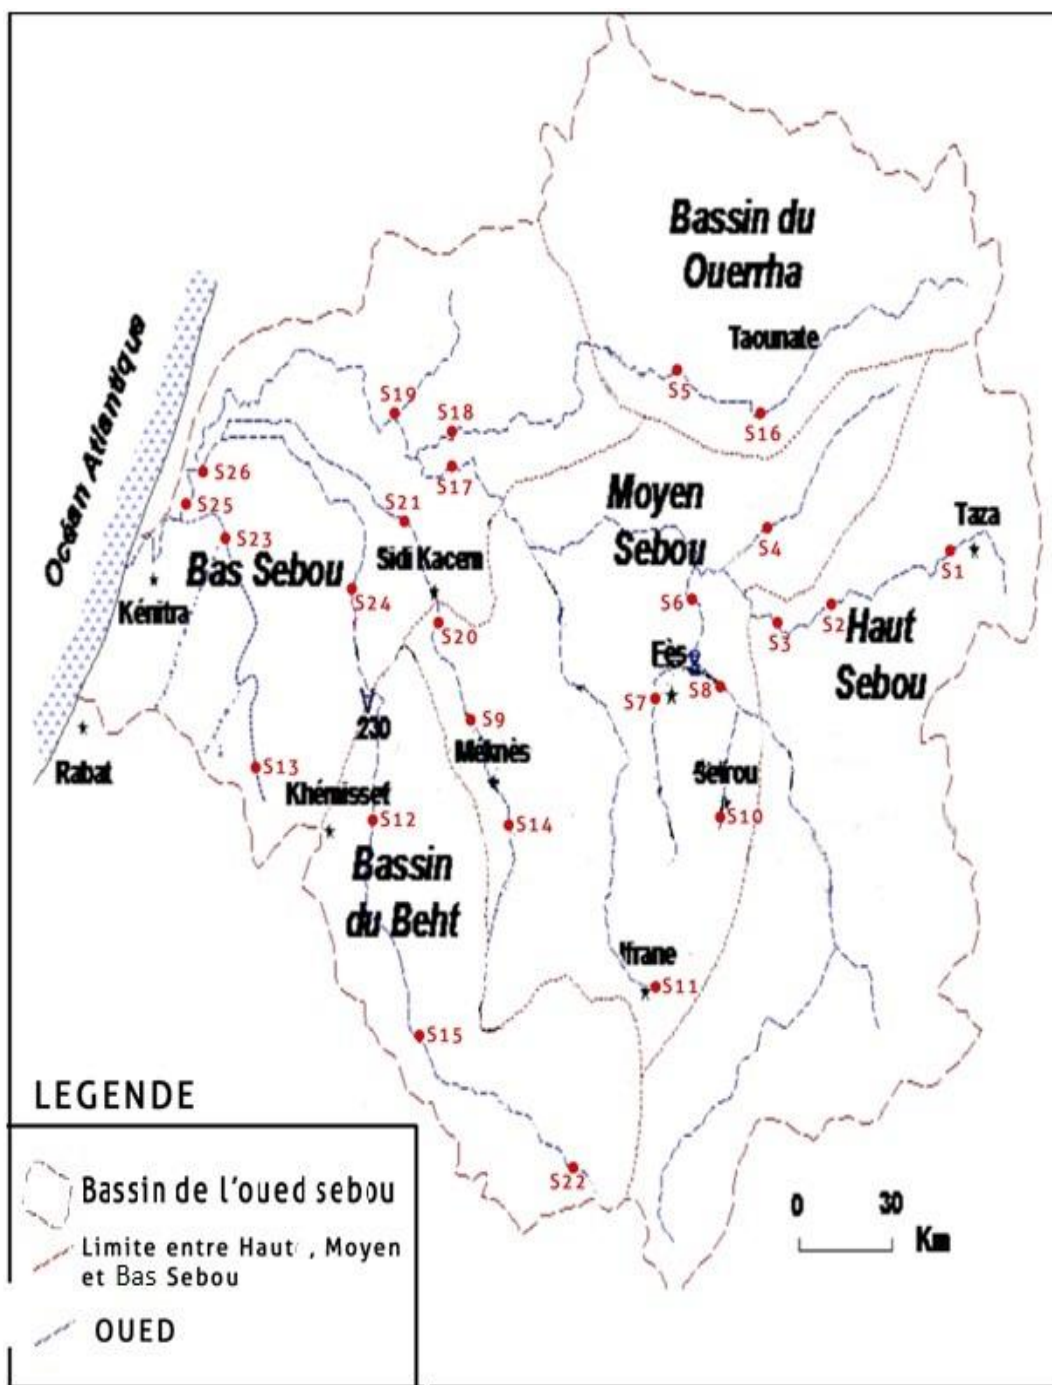 Bassin du
Ouerrha
Taounate
Océan Atlantique
S19
S18
S5
S16
S26
S17
S25
S21
Moyen
Sebou
Taza
S23
S4
S1
Bas Sebou
Sidi Kacem
Kénitra
S24
S6
S2
S20
S3
Haut
Sebou
Fès
S7
S8
230
S9
Meknès
Rabat
S13
Khémisset
Sefrou
S12
S14
S10
Bassin
du Beht
Ifrane
S11
S15
S22
LEGENDE
Bassin de l'oued sebou
Limite entre Haut , Moyen
et Bas Sebou
OUED
0 30
Km